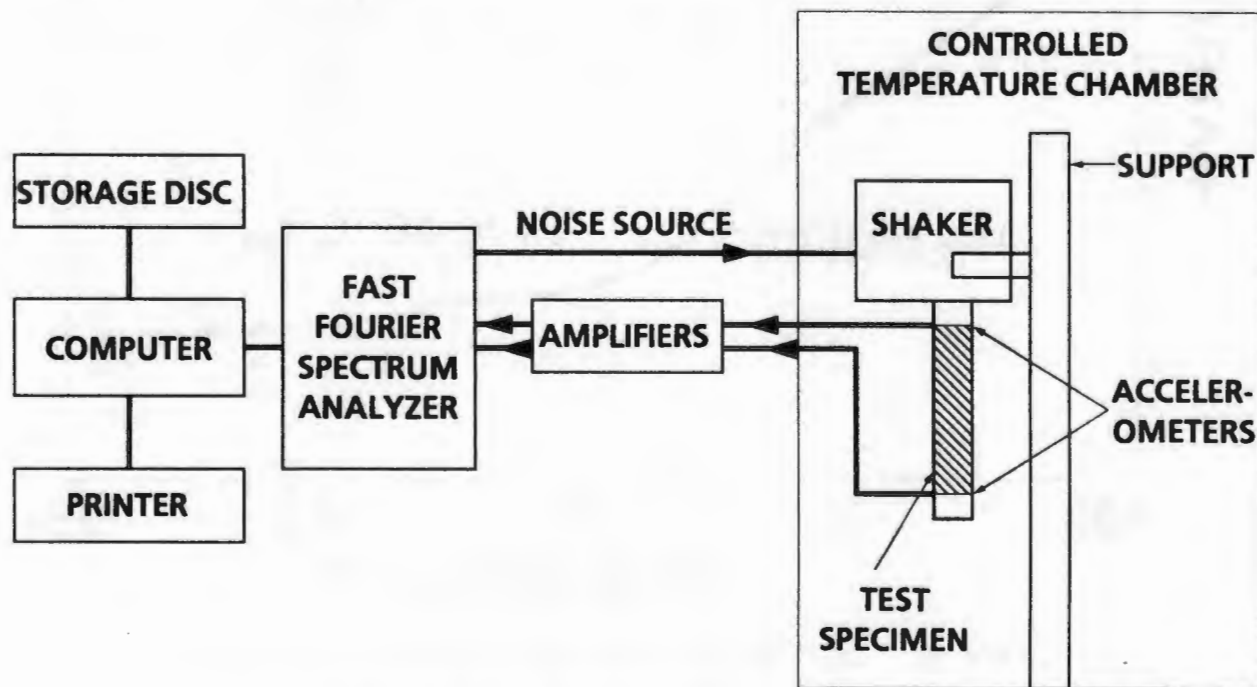 CONTROLLED
TEMPERATURE CHAMBER
STORAGE DISC
COMPUTER
PRINTER
FAST
FOURIER
SPECTRUM
ANALYZER
NOISE SOURCE
AMPLIFIERS
SHAKER
SUPPORT
ACCELER-
OMETERS
TEST
SPECIMEN